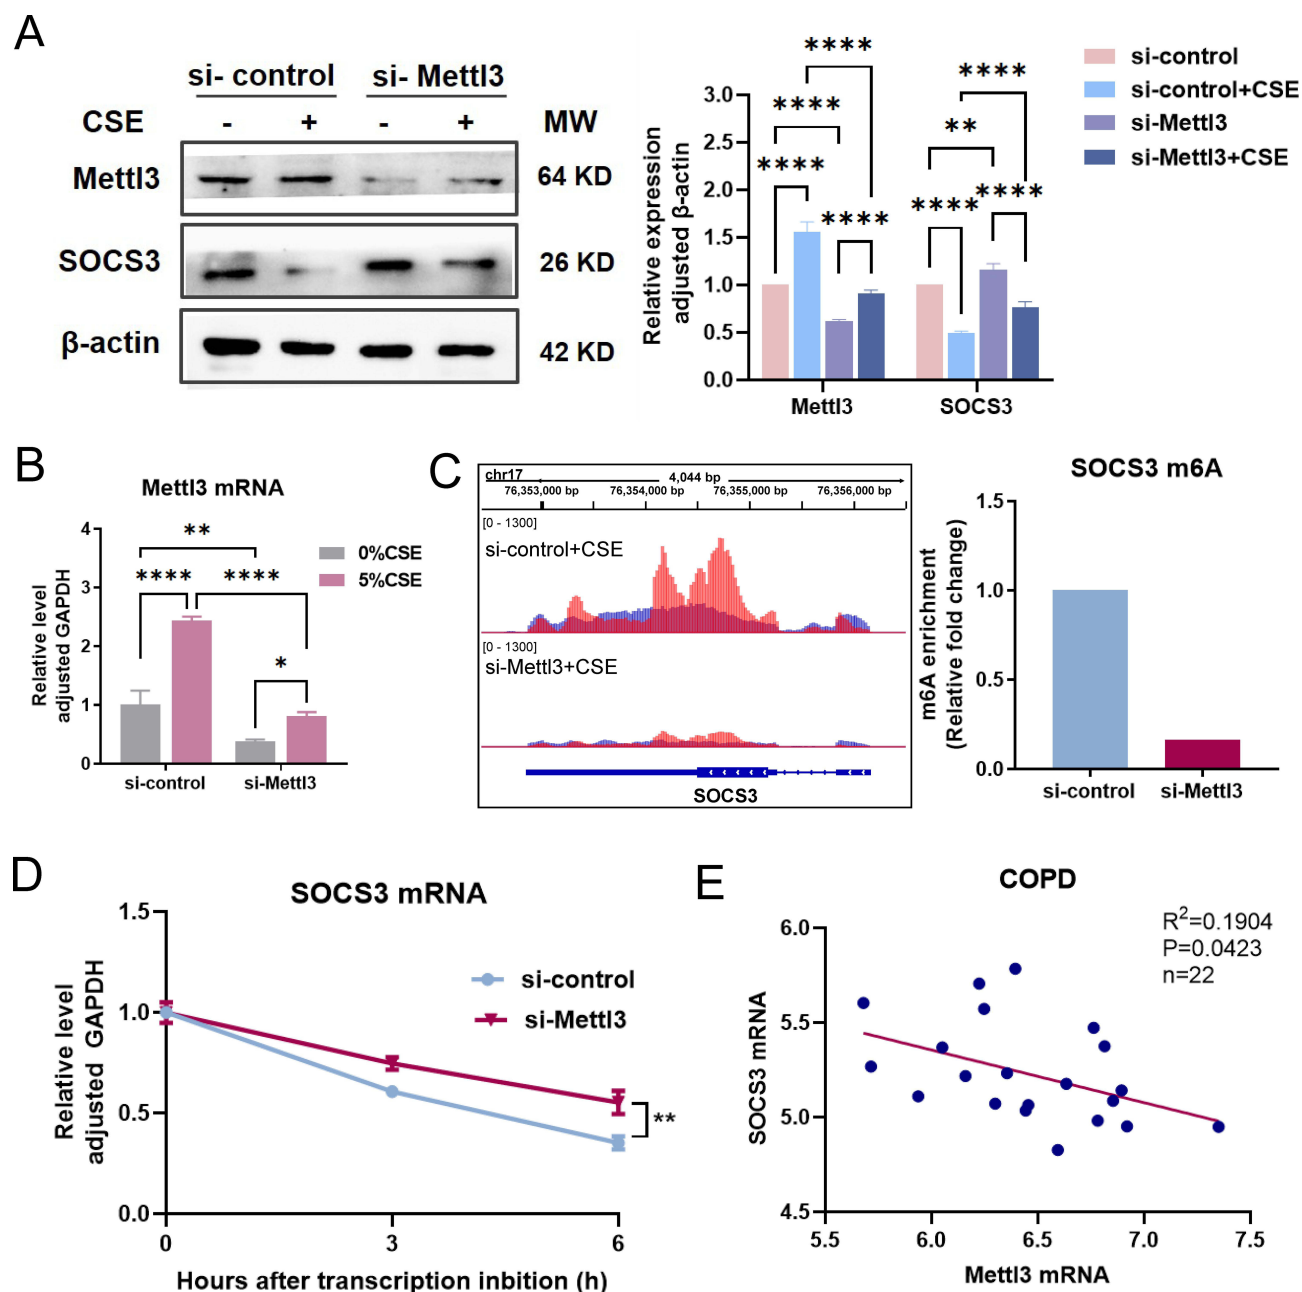 A
si- control si- Mettl3
CSE - + - + MW
Mettl3 64 KD
SOCS3 26 KD
β-actin 42 KD
Relative expression
adjusted β-actin
3.0
2.5
2.0
1.5
1.0
0.5
0.0
****
****
****
****
****
**
****
****
Mettl3 SOCS3
si-control
si-control+CSE
si-Mettl3
si-Mettl3+CSE
B
Mettl3 mRNA
Relative level
adjusted GAPDH
4
3
2
1
0
**
**** ****
*
0%CSE
5%CSE
si-control si-Mettl3
C
chr17
4,044 bp
76,353,000 bp 76,354,000 bp 76,355,000 bp 76,356,000 bp
[0 - 1300]
si-control+CSE
[0 - 1300]
si-Mettl3+CSE
SOCS3
SOCS3 m6A
m6A enrichment
(Relative fold change)
1.5
1.0
0.5
0.0
si-control si-Mettl3
D
SOCS3 mRNA
Relative level
adjusted GAPDH
1.5
1.0
0.5
0.0
si-control
si-Mettl3
**
0 3 6
Hours after transcription inbition (h)
E
COPD
R²=0.1904
P=0.0423
n=22
SOCS3 mRNA
6.0
5.5
5.0
4.5
5.5 6.0 6.5 7.0 7.5
Mettl3 mRNA